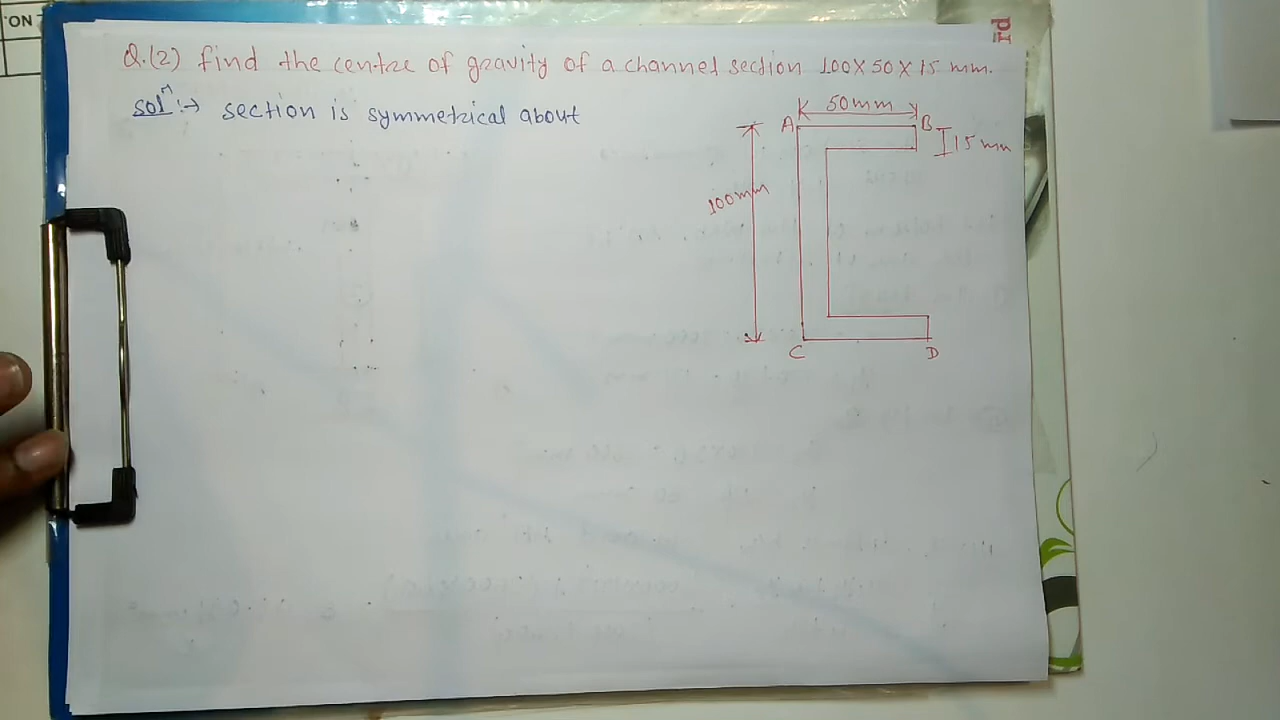 Q.(2) find the centre of gravity of a channel section 100 X 50 X 15 mm.
solⁿ :→ section is symmetrical about
50mm
A
B
15 mm
100mm
C
D
ON